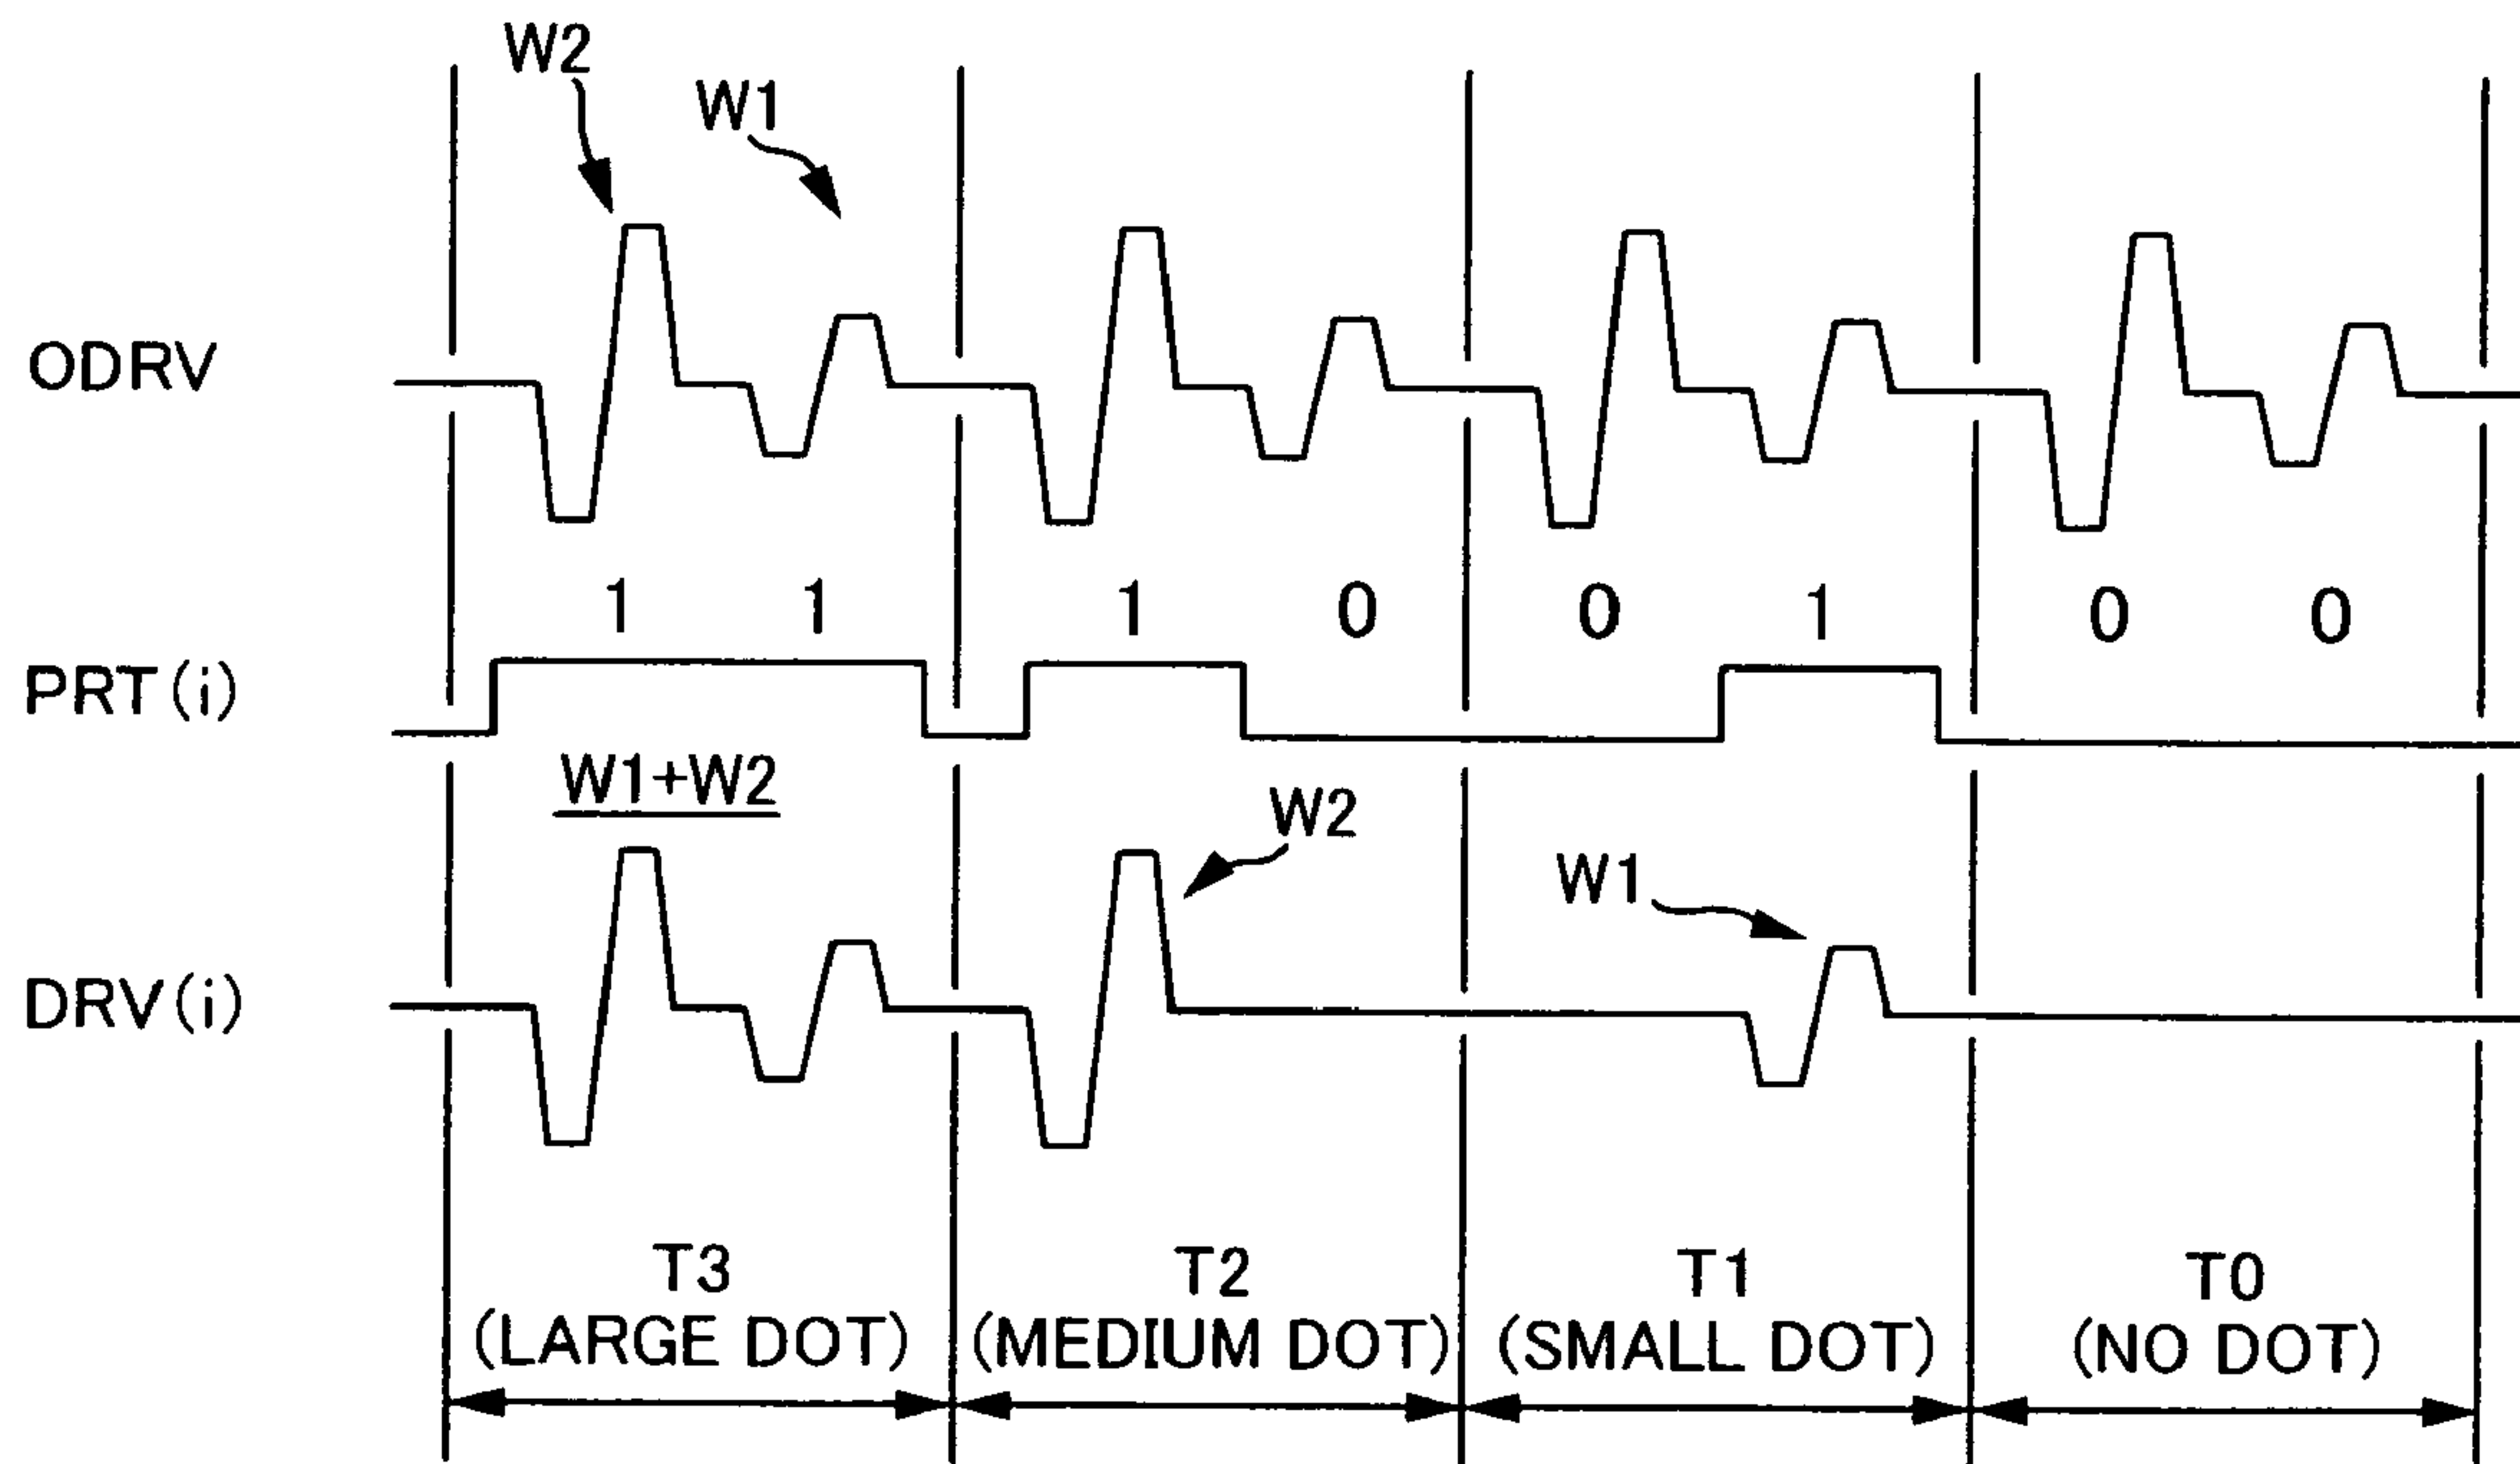 W2
W1
ODRV
1 1 1 0 0 1 0 0
PRT(i)
W1+W2
W2
W1
DRV(i)
T3 T2 T1 T0
(LARGE DOT) (MEDIUM DOT) (SMALL DOT) (NO DOT)